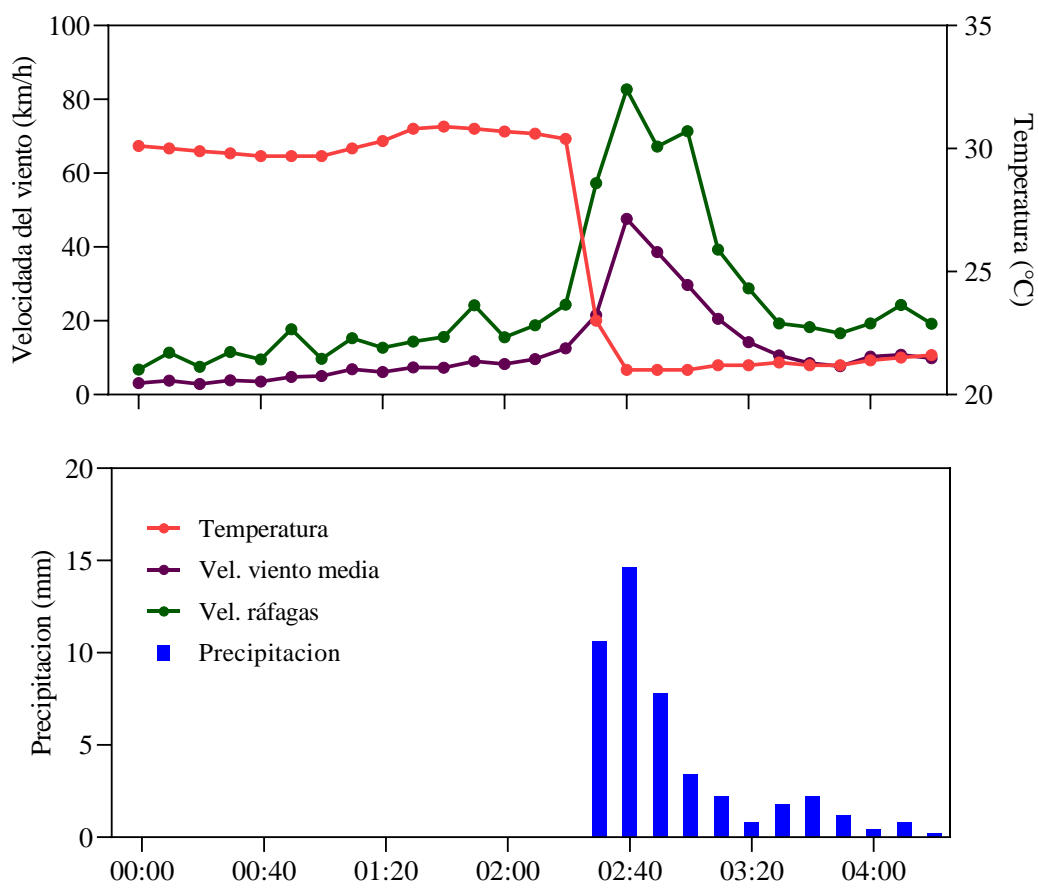 100
80
60
40
20
0
Velocidada del viento (km/h)
35
30
25
20
Temperatura (°C)
20
15
10
5
0
Precipitacion (mm)
Temperatura
Vel. viento media
Vel. ráfagas
Precipitacion
00:00 00:40 01:20 02:00 02:40 03:20 04:00